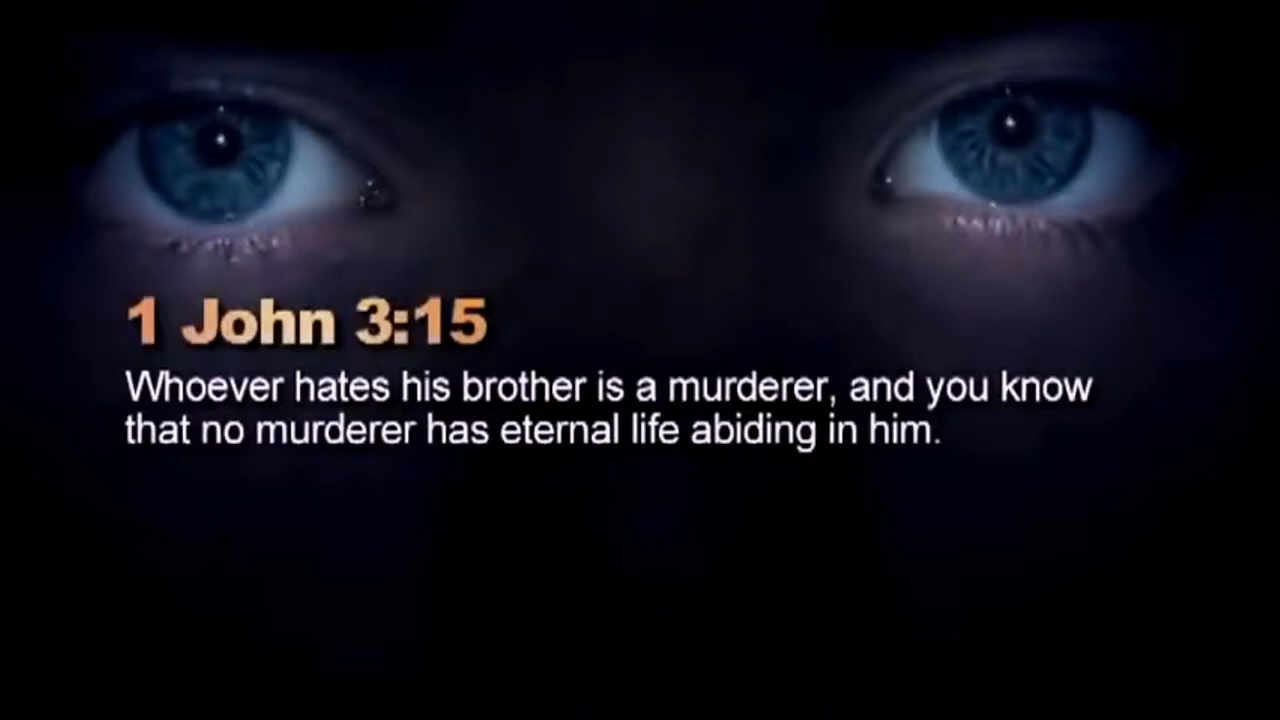 1 John 3:15
Whoever hates his brother is a murderer, and you know
that no murderer has eternal life abiding in him.